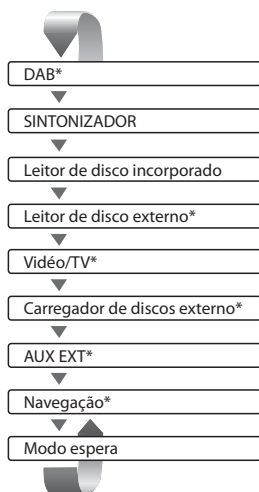 DAB*
SINTONIZADOR
Leitor de disco incorporado
Leitor de disco externo*
Vidéo/TV*
Carregador de discos externo*
AUX EXT*
Navegação*
Modo espera